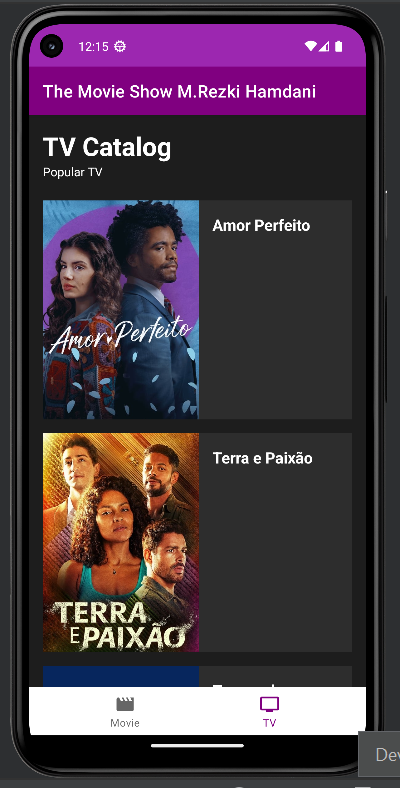 12:15
The Movie Show M.Rezki Hamdani
TV Catalog
Popular TV
Amor Perfeito
Amor Perfeito
Terra e Paixão
TERRA
E PAIXÃO
Movie
TV
Dev